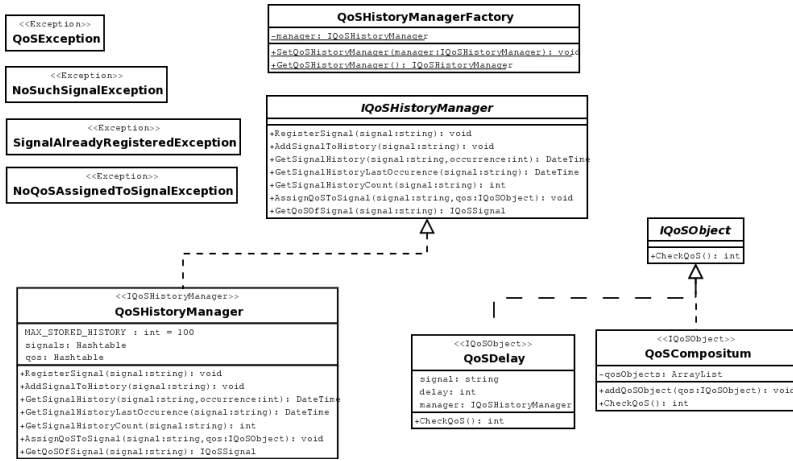 <<Exception>>
QoSException
<<Exception>>
NoSuchSignalException
<<Exception>>
SignalAlreadyRegisteredException
<<Exception>>
NoQoSAssignedToSignalException
QoSHistoryManagerFactory
-manager: IQoSHistoryManager
+SetQoSHistoryManager(manager:IQoSHistoryManager): void
+GetQoSHistoryManager(): IQoSHistoryManager
IQoSHistoryManager
+RegisterSignal(signal:string): void
+AddSignalToHistory(signal:string): void
+GetSignalHistory(signal:string,occurrence:int): DateTime
+GetSignalHistoryLastOccurence(signal:string): DateTime
+GetSignalHistoryCount(signal:string): int
+AssignQoSToSignal(signal:string,qos:IQoSObject): void
+GetQoSOfSignal(signal:string): IQoSSignal
IQoSObject
+CheckQoS(): int
<<IQoSHistoryManager>>
QoSHistoryManager
MAX_STORED_HISTORY : int = 100
signals: Hashtable
qos: Hashtable
+RegisterSignal(signal:string): void
+AddSignalToHistory(signal:string): void
+GetSignalHistory(signal:string,occurrence:int): DateTime
+GetSignalHistoryLastOccurence(signal:string): DateTime
+GetSignalHistoryCount(signal:string): int
+AssignQoSToSignal(signal:string,qos:IQoSObject): void
+GetQoSOfSignal(signal:string): IQoSSignal
<<IQoSObject>>
QoSDelay
signal: string
delay: int
manager: IQoSHistoryManager
+CheckQoS(): int
<<IQoSObject>>
QoSCompositum
-qosObjects: ArrayList
+addQoSObject(qos:IQoSObject): void
+CheckQoS(): int